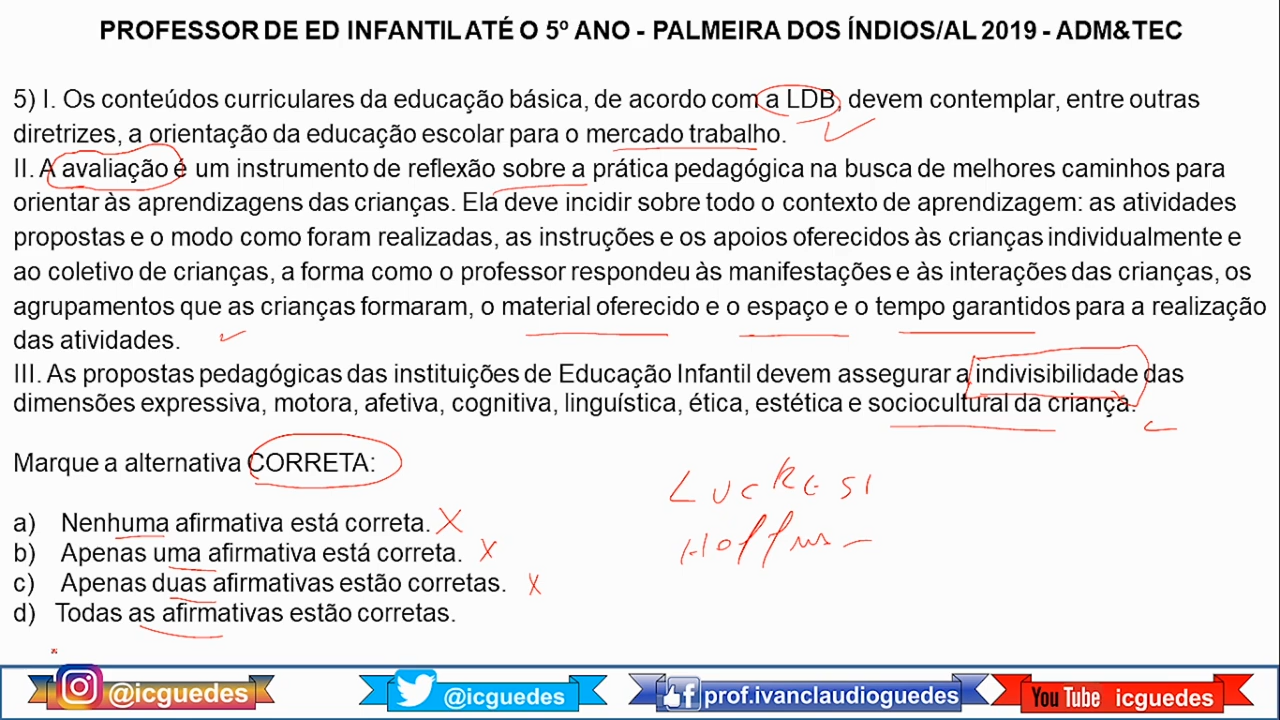 PROFESSOR DE ED INFANTIL ATÉ O 5º ANO - PALMEIRA DOS ÍNDIOS/AL 2019 - ADM&TEC
5) I. Os conteúdos curriculares da educação básica, de acordo com a LDB, devem contemplar, entre outras
diretrizes, a orientação da educação escolar para o mercado trabalho.
II. A avaliação é um instrumento de reflexão sobre a prática pedagógica na busca de melhores caminhos para
orientar às aprendizagens das crianças. Ela deve incidir sobre todo o contexto de aprendizagem: as atividades
propostas e o modo como foram realizadas, as instruções e os apoios oferecidos às crianças individualmente e
ao coletivo de crianças, a forma como o professor respondeu às manifestações e às interações das crianças, os
agrupamentos que as crianças formaram, o material oferecido e o espaço e o tempo garantidos para a realização
das atividades.
III. As propostas pedagógicas das instituições de Educação Infantil devem assegurar a indivisibilidade das
dimensões expressiva, motora, afetiva, cognitiva, linguística, ética, estética e sociocultural da criança.
Marque a alternativa CORRETA:
a) Nenhuma afirmativa está correta. X
b) Apenas uma afirmativa está correta. X
c) Apenas duas afirmativas estão corretas. X
d) Todas as afirmativas estão corretas.
LUCKESI
@icguedes @icguedes prof.ivanclaudioguedes You Tube icguedes